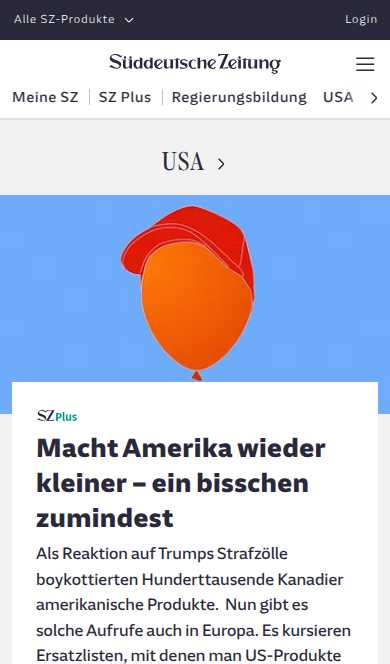 Alle SZ-Produkte
Login
Süddeutsche Zeitung
Meine SZ
SZ Plus
Regierungsbildung
USA
USA
SZ Plus
Macht Amerika wieder
kleiner – ein bisschen
zumindest
Als Reaktion auf Trumps Strafzölle
boykottierten Hunderttausende Kanadier
amerikanische Produkte. Nun gibt es
solche Aufrufe auch in Europa. Es kursieren
Ersatzlisten, mit denen man US-Produkte